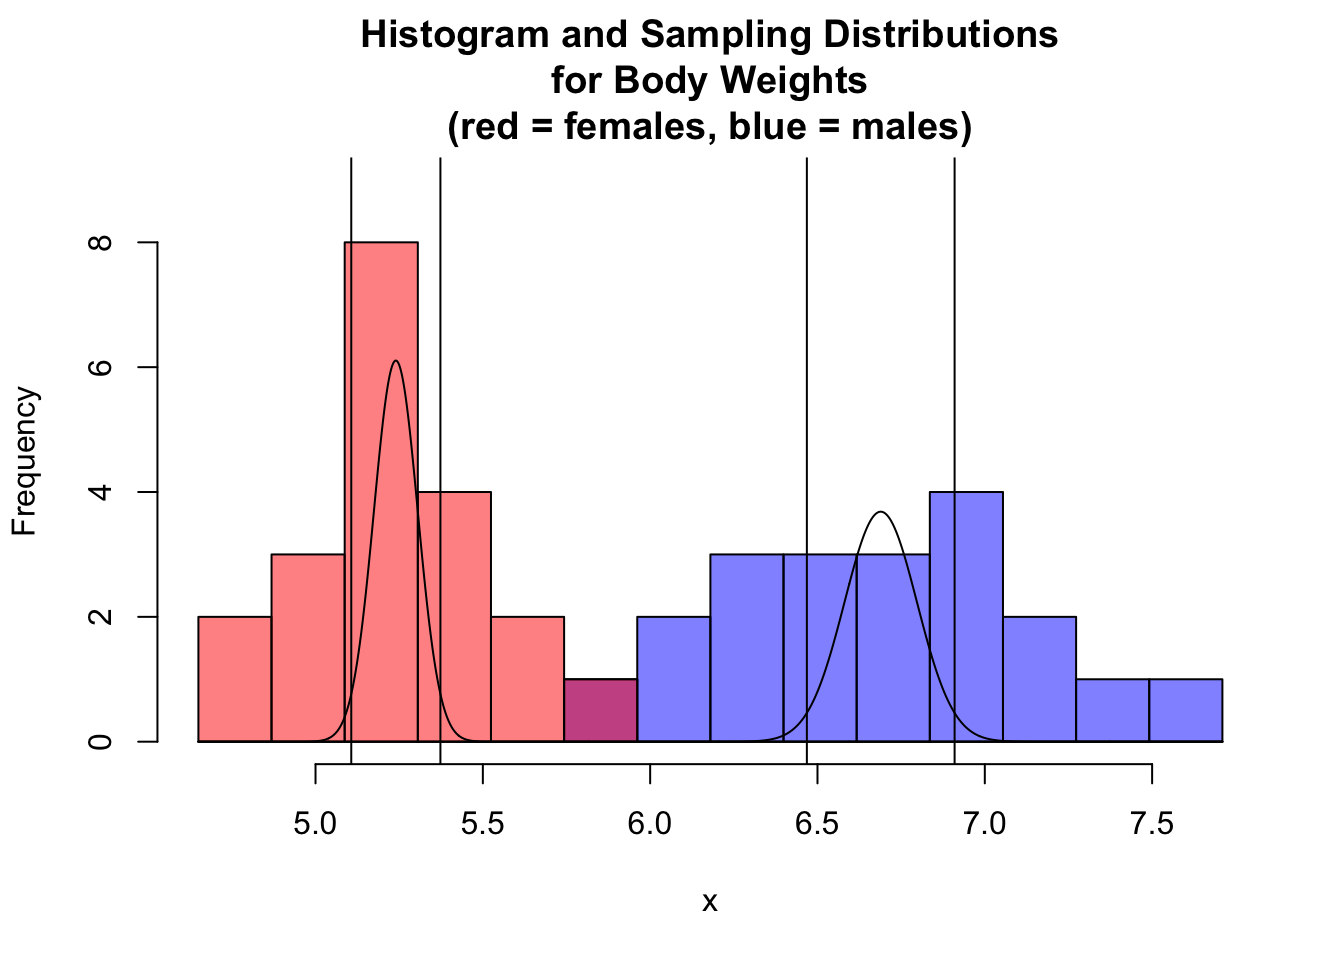 Histogram and Sampling Distributions
for Body Weights
(red = females, blue = males)
Frequency
8
6
4
2
0
5.0 5.5 6.0 6.5 7.0 7.5
x